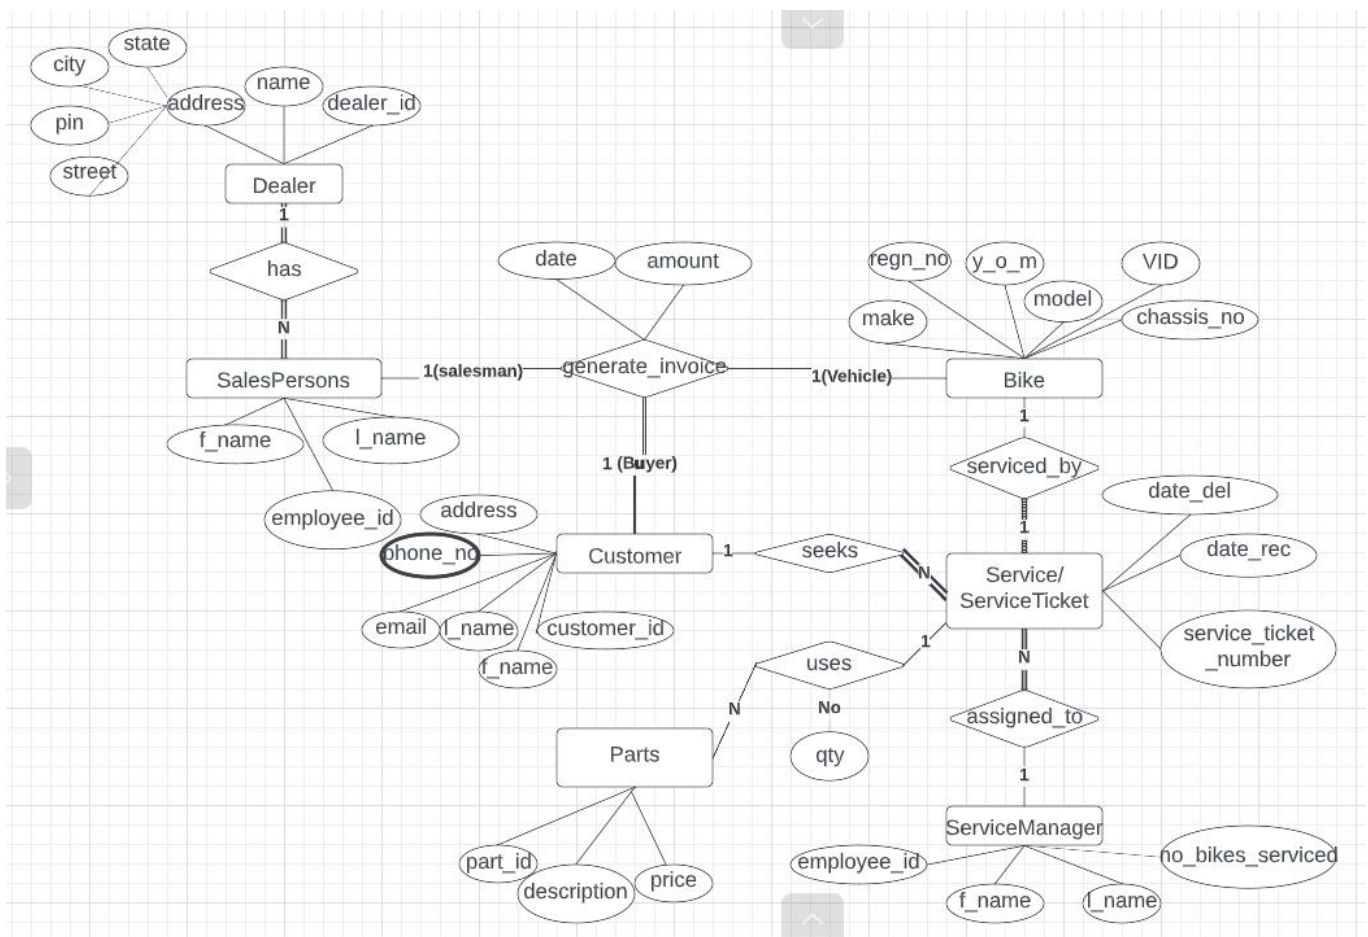 state
city
name
address
dealer_id
pin
street
Dealer
1
has
N
date
amount
regn_no
y_o_m
VID
model
make
chassis_no
SalesPersons
1(salesman)
generate_invoice
1(Vehicle)
Bike
f_name
l_name
1
1 (Buyer)
serviced_by
employee_id
address
date_del
phone_no
1
Customer
1
seeks
N
Service/
ServiceTicket
date_rec
email
l_name
customer_id
f_name
service_ticket
_number
1
uses
N
N
No
assigned_to
Parts
qty
1
ServiceManager
part_id
description
price
employee_id
no_bikes_serviced
f_name
l_name